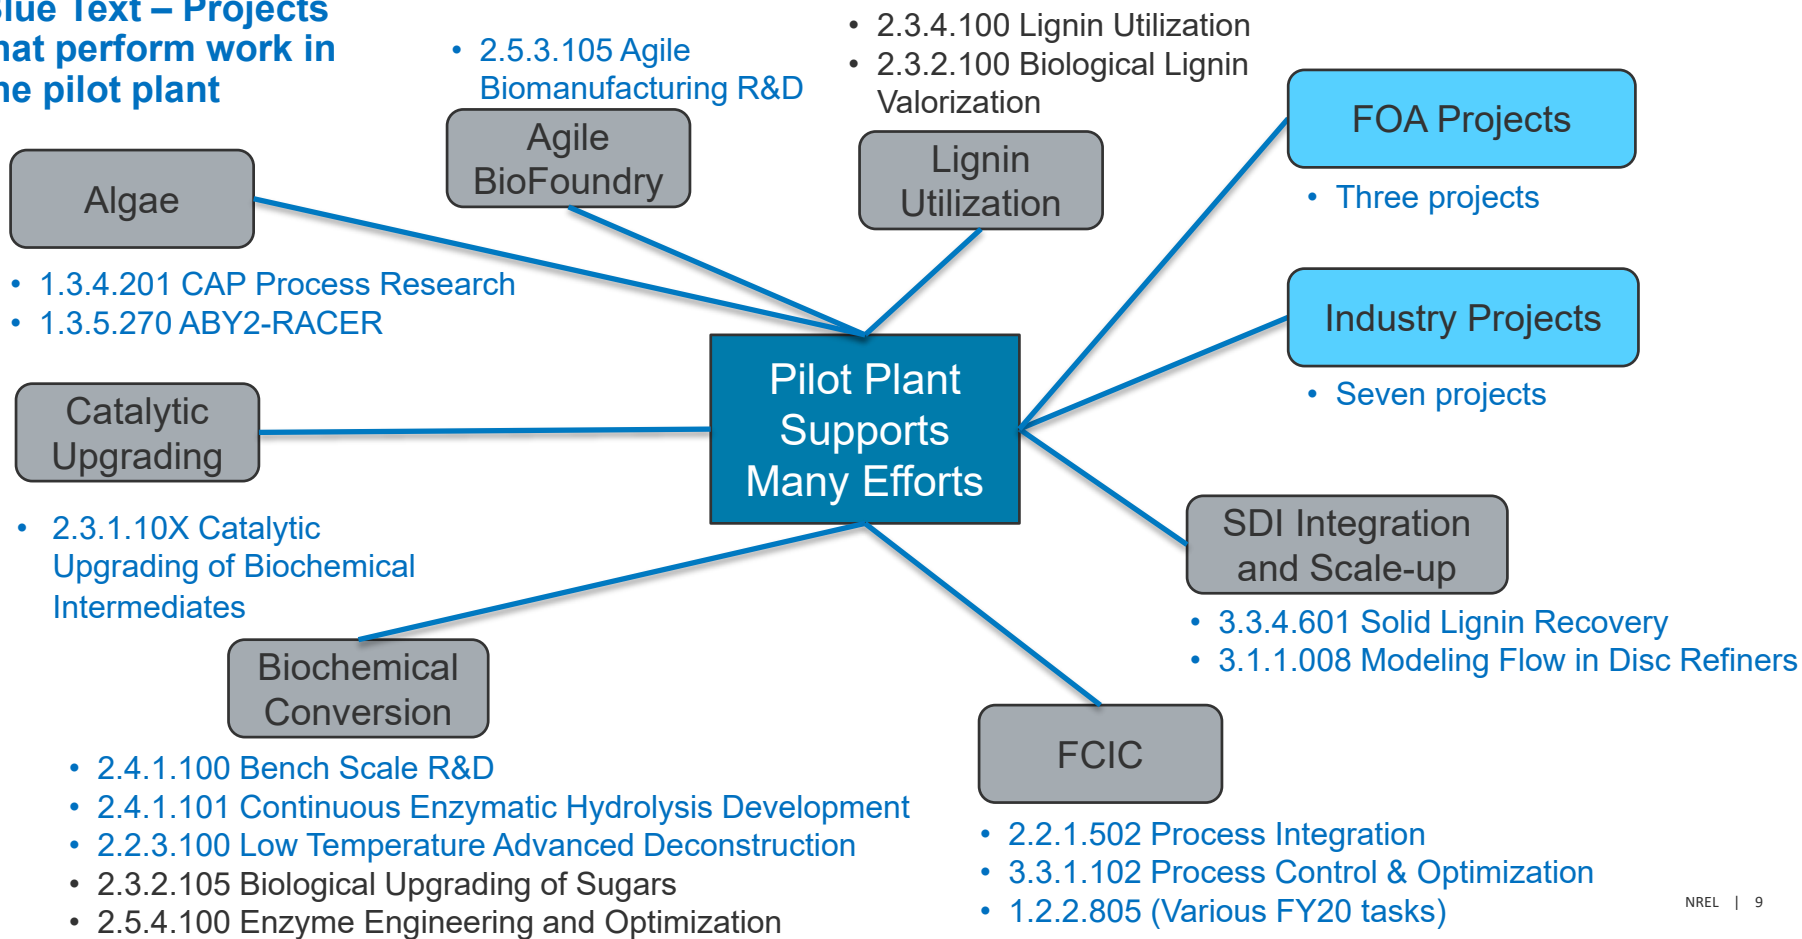 Blue Text – Projects
that perform work in
the pilot plant
• 2.5.3.105 Agile
Biomanufacturing R&D
• 2.3.4.100 Lignin Utilization
• 2.3.2.100 Biological Lignin
Valorization
Algae
Agile
BioFoundry
Lignin
Utilization
FOA Projects
• Three projects
• 1.3.4.201 CAP Process Research
• 1.3.5.270 ABY2-RACER
Industry Projects
• Seven projects
Catalytic
Upgrading
Pilot Plant
Supports
Many Efforts
• 2.3.1.10X Catalytic
Upgrading of Biochemical
Intermediates
SDI Integration
and Scale-up
• 3.3.4.601 Solid Lignin Recovery
• 3.1.1.008 Modeling Flow in Disc Refiners
Biochemical
Conversion
• 2.4.1.100 Bench Scale R&D
• 2.4.1.101 Continuous Enzymatic Hydrolysis Development
• 2.2.3.100 Low Temperature Advanced Deconstruction
• 2.3.2.105 Biological Upgrading of Sugars
• 2.5.4.100 Enzyme Engineering and Optimization
FCIC
• 2.2.1.502 Process Integration
• 3.3.1.102 Process Control & Optimization
• 1.2.2.805 (Various FY20 tasks)
NREL | 9